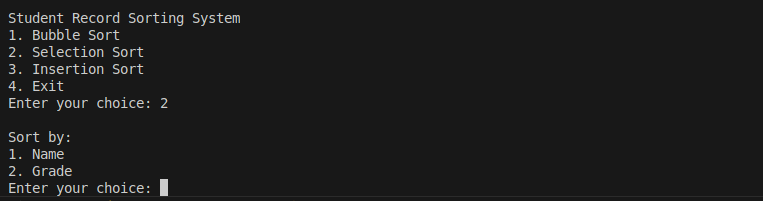 Student Record Sorting System
1. Bubble Sort
2. Selection Sort
3. Insertion Sort
4. Exit
Enter your choice: 2
Sort by:
1. Name
2. Grade
Enter your choice: